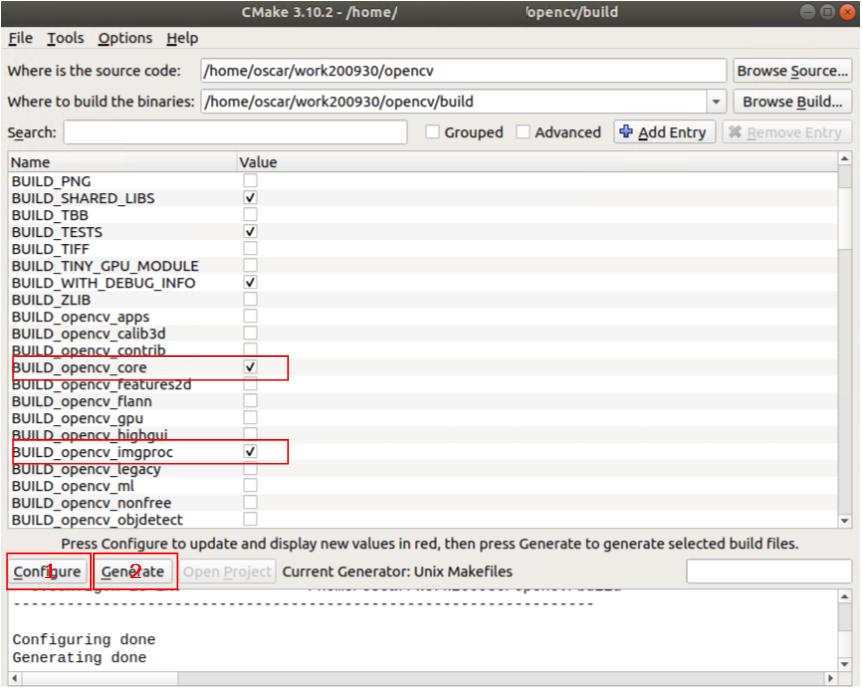 CMake 3.10.2 - /home/ /opencv/build
File Tools Options Help
Where is the source code: /home/oscar/work200930/opencv Browse Source...
Where to build the binaries: /home/oscar/work200930/opencv/build Browse Build...
Search: Grouped Advanced Add Entry Remove Entry
Name Value
BUILD_PNG
BUILD_SHARED_LIBS
BUILD_TBB
BUILD_TESTS
BUILD_TIFF
BUILD_TINY_GPU_MODULE
BUILD_WITH_DEBUG_INFO
BUILD_ZLIB
BUILD_opencv_apps
BUILD_opencv_calib3d
BUILD_opencv_contrib
BUILD_opencv_core
BUILD_opencv_features2d
BUILD_opencv_flann
BUILD_opencv_gpu
BUILD_opencv_highgui
BUILD_opencv_imgproc
BUILD_opencv_legacy
BUILD_opencv_ml
BUILD_opencv_nonfree
BUILD_opencv_objdetect
Press Configure to update and display new values in red, then press Generate to generate selected build files.
Configure 1 Generate 2 Open Project Current Generator: Unix Makefiles
-----------------------------------------------------------------
Configuring done
Generating done